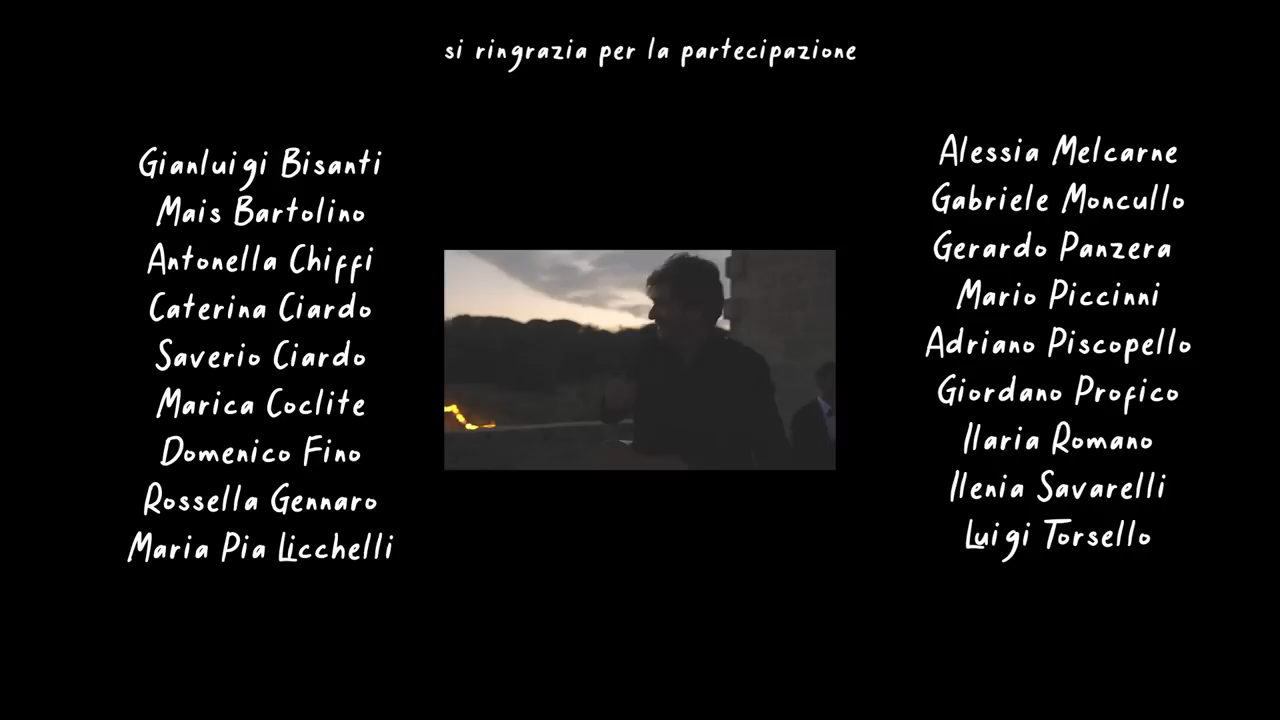 si ringrazia per la partecipazione
Gianluigi Bisanti
Mais Bartolino
Antonella Chiffi
Caterina Ciardo
Saverio Ciardo
Marica Coclite
Domenico Fino
Rossella Gennaro
Maria Pia Licchelli
Alessia Melcarne
Gabriele Moncullo
Gerardo Panzera
Mario Piccinni
Adriano Piscopello
Giordano Profico
Ilaria Romano
Ilenia Savarelli
Luigi Torsello